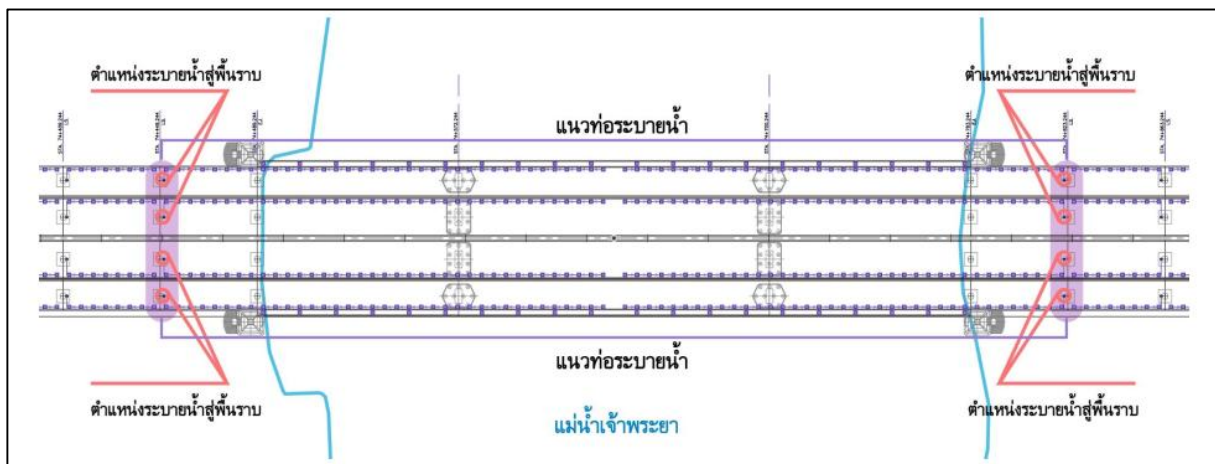 ตำแหน่งระบายน้ำสู่พื้นราบ
ตำแหน่งระบายน้ำสู่พื้นราบ
แนวท่อระบายน้ำ
แนวท่อระบายน้ำ
ตำแหน่งระบายน้ำสู่พื้นราบ
ตำแหน่งระบายน้ำสู่พื้นราบ
แม่น้ำเจ้าพระยา